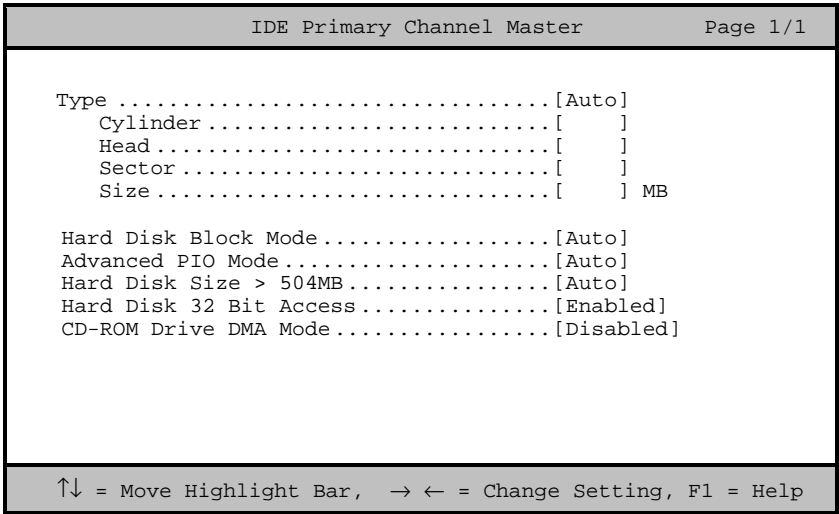 IDE Primary Channel Master Page 1/1
Type ..................................[Auto]
Cylinder...........................[    ]
Head...............................[    ]
Sector.............................[    ]
Size...............................[    ] MB
Hard Disk Block Mode..................[Auto]
Advanced PIO Mode.....................[Auto]
Hard Disk Size > 504MB................[Auto]
Hard Disk 32 Bit Access...............[Enabled]
CD-ROM Drive DMA Mode.................[Disabled]
↑↓ = Move Highlight Bar, → ← = Change Setting, F1 = Help